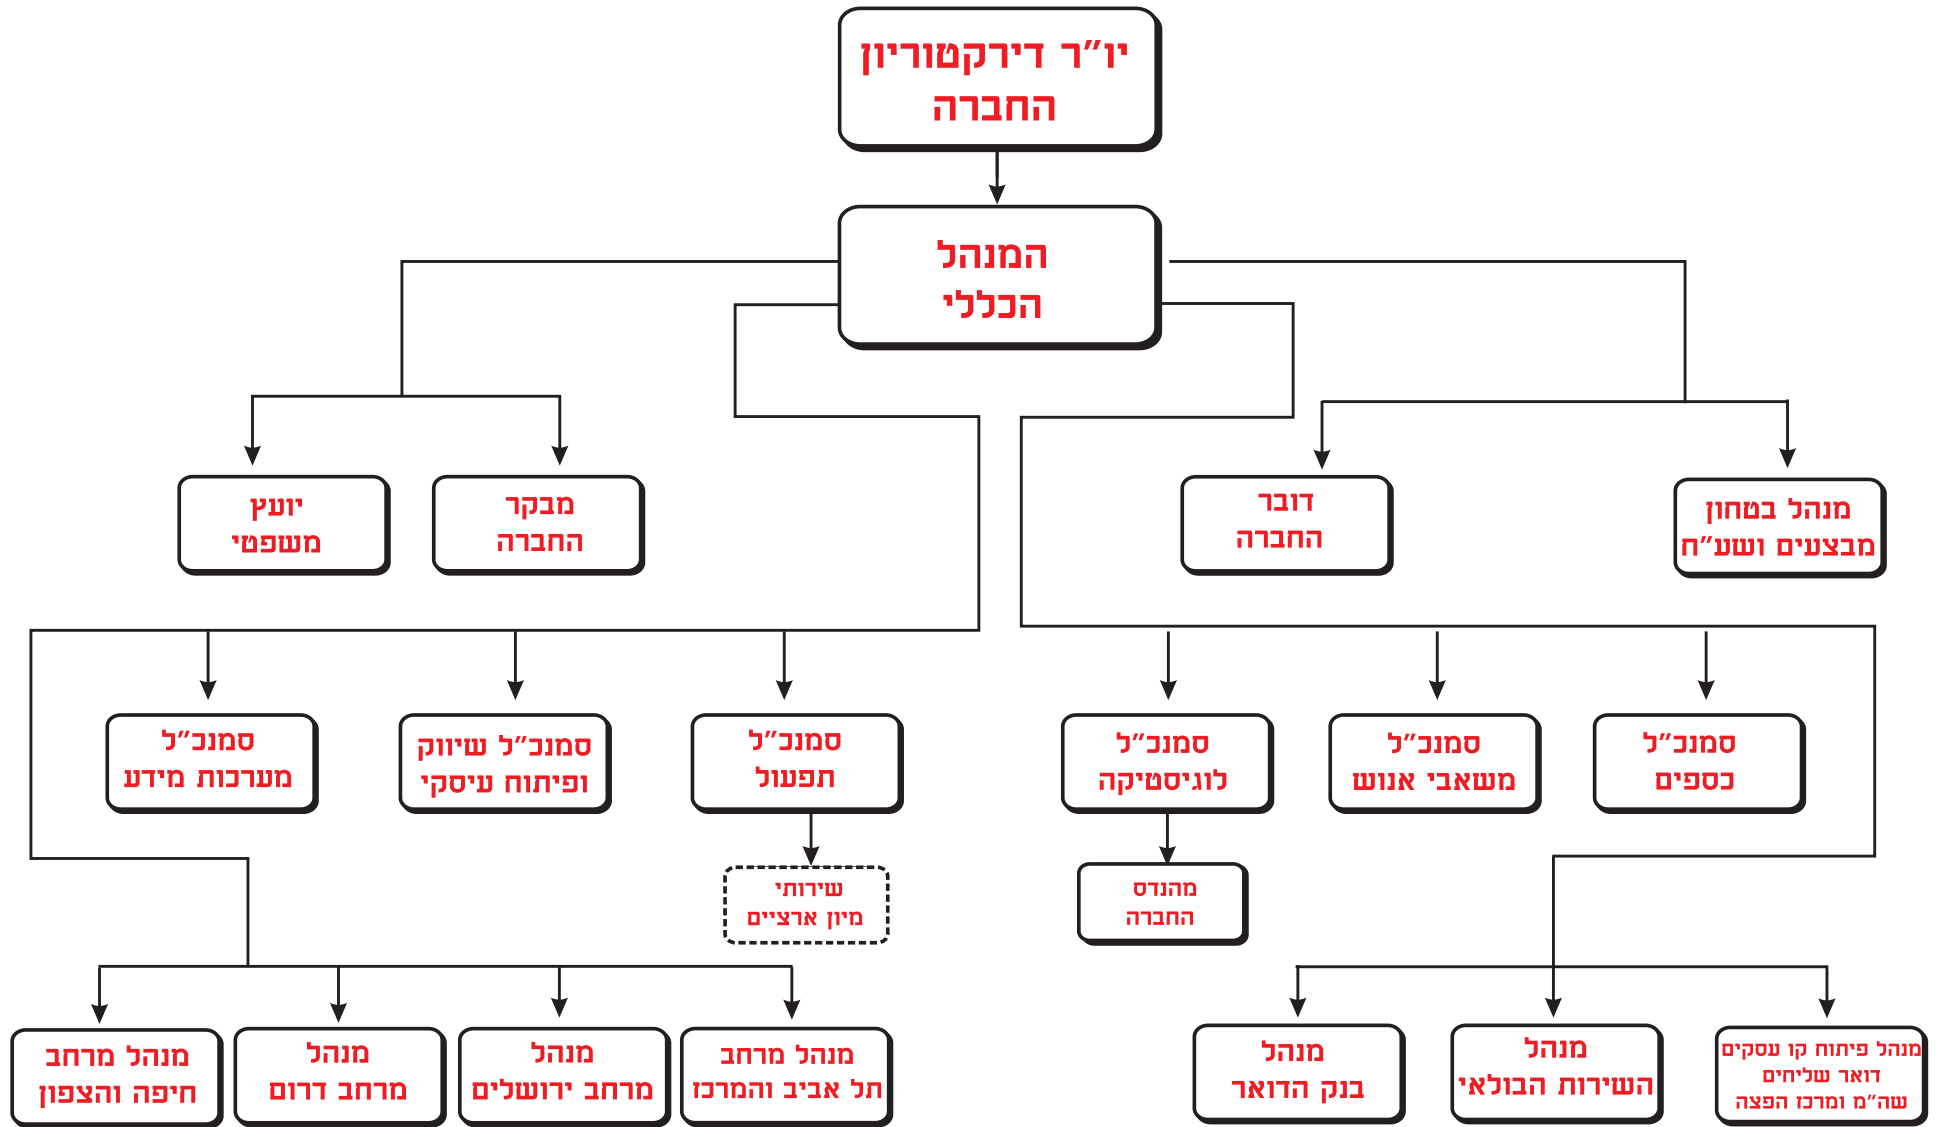 יו״ר דירקטוריון
החברה
המנהל
הכללי
מנהל בטחון
מבצעים ושע״ח
דובר
החברה
מבקר
החברה
יועץ
משפטי
סמנכ״ל
כספים
סמנכ״ל
משאבי אנוש
סמנכ״ל
לוגיסטיקה
סמנכ״ל
תפעול
סמנכ״ל שיווק
ופיתוח עיסקי
סמנכ״ל
מערכות מידע
מהנדס
החברה
שירותי
מיון ארציים
מנהל פיתוח קו עסקים
דואר שליחים
שה״מ ומרכז הפצה
מנהל
השירות הבולאי
מנהל
בנק הדואר
מנהל מרחב
תל אביב והמרכז
מנהל
מרחב ירושלים
מנהל
מרחב דרום
מנהל מרחב
חיפה והצפון